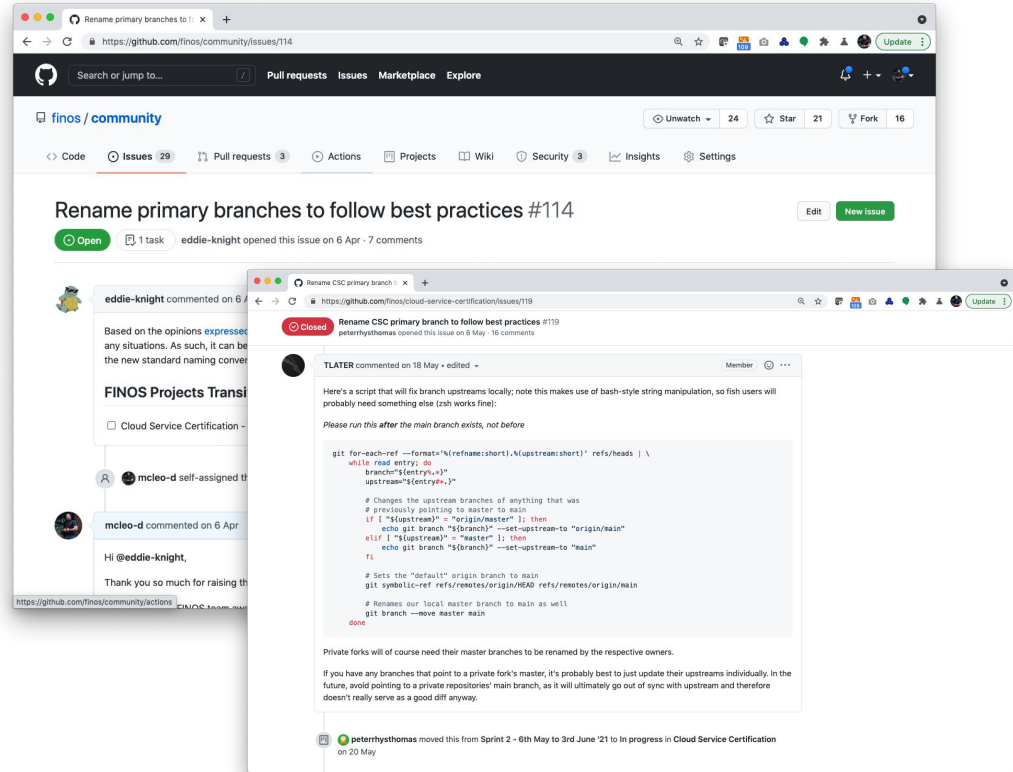 Rename primary branches to fo
https://github.com/finos/community/issues/114
109
Update
Search or jump to...
/
Pull requests Issues Marketplace Explore
finos / community
Unwatch 24 Star 21 Fork 16
Code Issues 29 Pull requests 3 Actions Projects Wiki Security 3 Insights Settings
Rename primary branches to follow best practices #114
Edit New issue
Open 1 task eddie-knight opened this issue on 6 Apr · 7 comments
eddie-knight commented on 6 A
Based on the opinions expressed
any situations. As such, it can be
the new standard naming conver
FINOS Projects Transi
Cloud Service Certification -
mcleo-d self-assigned th
mcleo-d commented on 6 Apr
Hi @eddie-knight,
Thank you so much for raising th
FINOS team
https://github.com/finos/community/actions
Rename CSC primary branch to
https://github.com/finos/cloud-service-certification/issues/119
109
Update
Closed
Rename CSC primary branch to follow best practices #119
peterrhysthomas opened this issue on 6 May · 16 comments
TLATER commented on 18 May • edited
Member
Here's a script that will fix branch upstreams locally; note this makes use of bash-style string manipulation, so fish users will
probably need something else (zsh works fine):
Please run this after the main branch exists, not before
git for-each-ref --format='%(refname:short).%(upstream:short)' refs/heads | \
while read entry; do
branch="${entry%.*}"
upstream="${entry#*.}"
# Changes the upstream branches of anything that was
# previously pointing to master to main
if [ "${upstream}" = "origin/master" ]; then
echo git branch "${branch}" --set-upstream-to "origin/main"
elif [ "${upstream}" = "master" ]; then
echo git branch "${branch}" --set-upstream-to "main"
fi
# Sets the "default" origin branch to main
git symbolic-ref refs/remotes/origin/HEAD refs/remotes/origin/main
# Renames our local master branch to main as well
git branch --move master main
done
Private forks will of course need their master branches to be renamed by the respective owners.
If you have any branches that point to a private fork's master, it's probably best to just update their upstreams individually. In the
future, avoid pointing to a private repositories' main branch, as it will ultimately go out of sync with upstream and therefore
doesn't really serve as a good diff anyway.
peterrhysthomas moved this from Sprint 2 - 6th May to 3rd June '21 to In progress in Cloud Service Certification
on 20 May